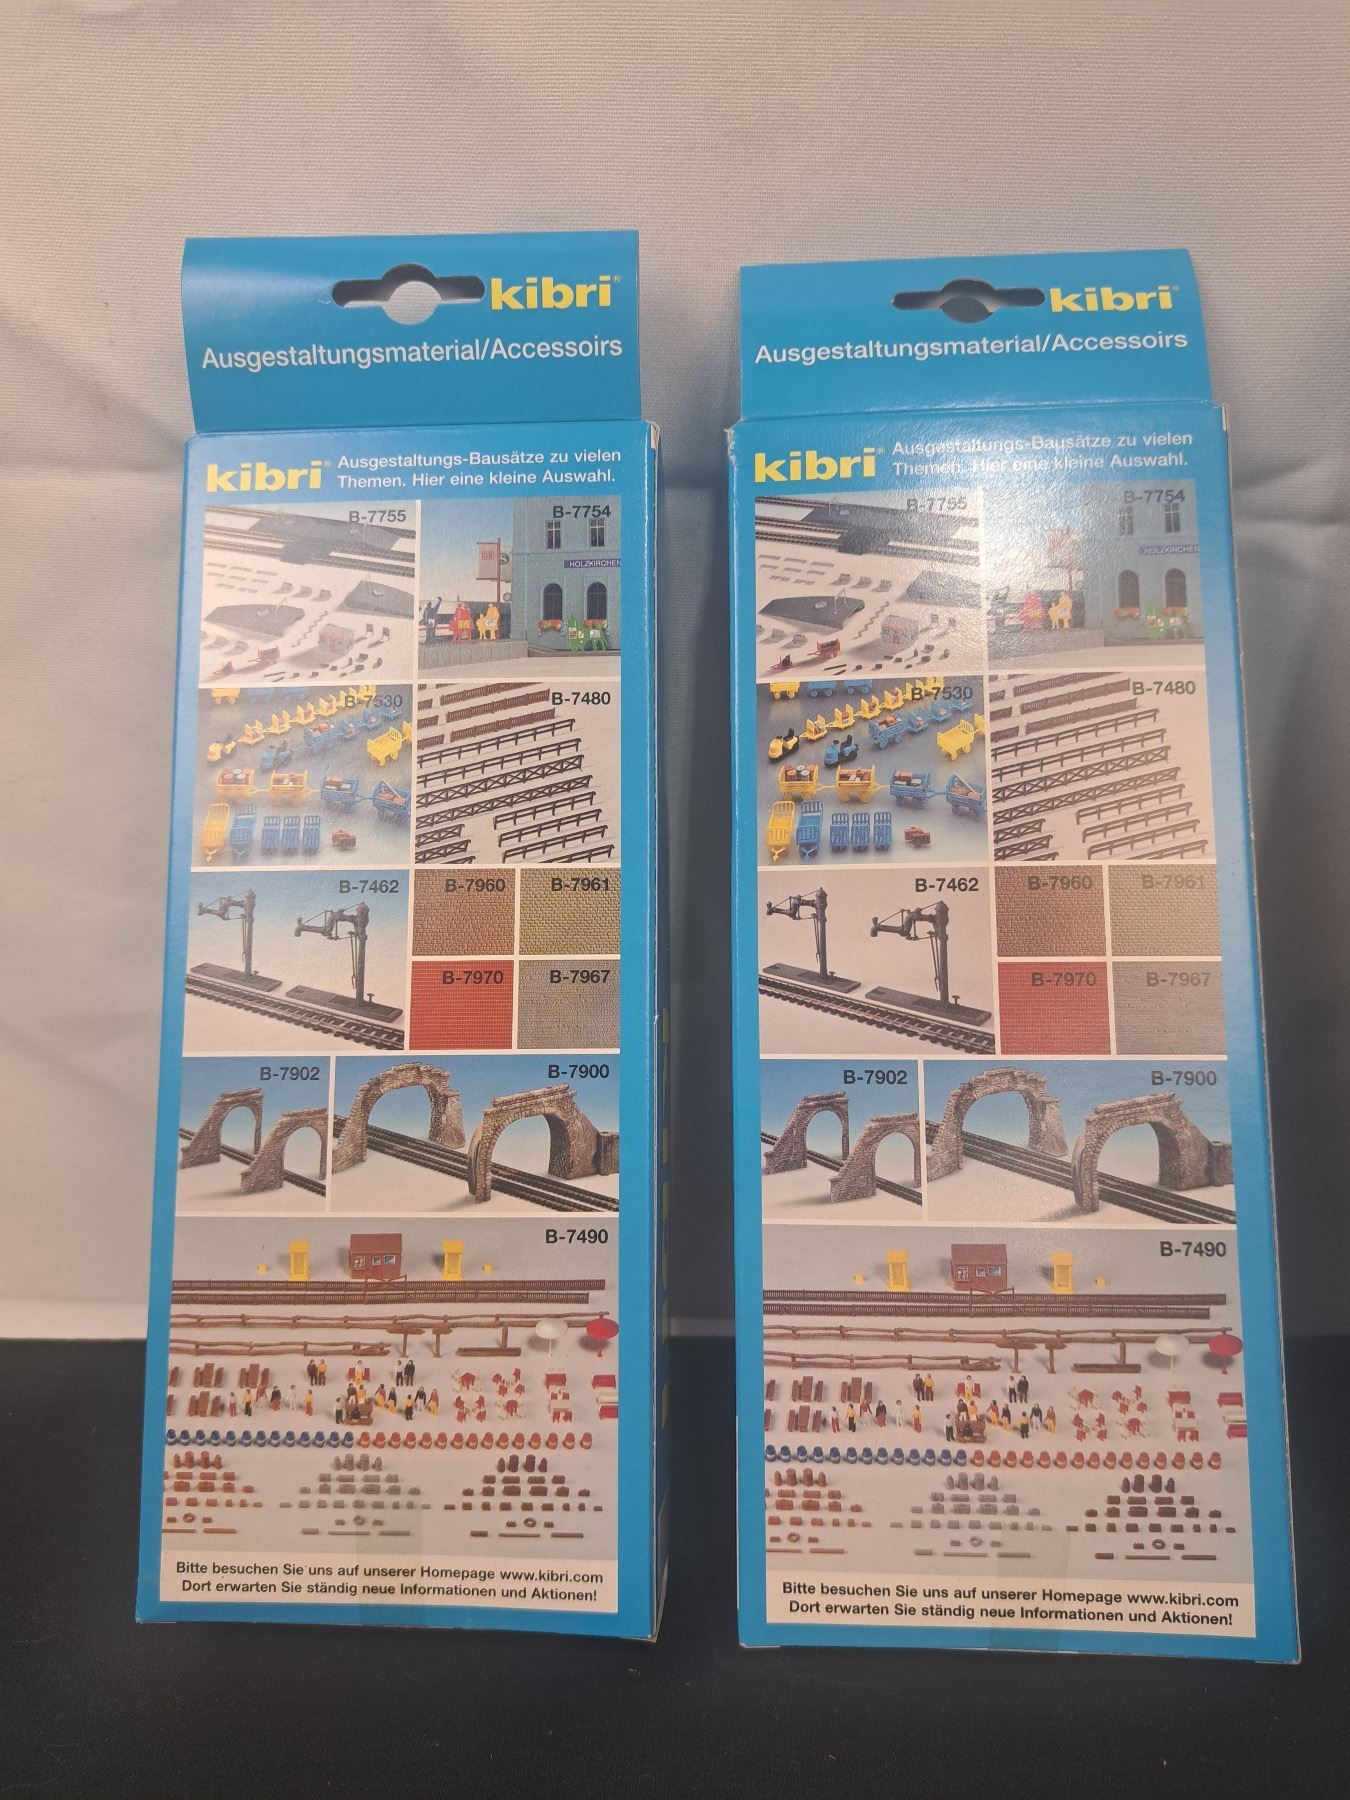 kibri®
Ausgestaltungsmaterial/Accessoirs
kibri® Ausgestaltungs-Bausätze zu vielen
Themen. Hier eine kleine Auswahl.
B-7755
B-7754
HOLZKIRCHEN
B-7530
B-7480
B-7462
B-7960
B-7961
B-7970
B-7967
B-7902
B-7900
B-7490
Bitte besuchen Sie uns auf unserer Homepage www.kibri.com
Dort erwarten Sie ständig neue Informationen und Aktionen!
kibri®
Ausgestaltungsmaterial/Accessoirs
kibri® Ausgestaltungs-Bausätze zu vielen
Themen. Hier eine kleine Auswahl.
B-7755
B-7754
HOLZKIRCHEN
B-7530
B-7480
B-7462
B-7960
B-7961
B-7970
B-7967
B-7902
B-7900
B-7490
Bitte besuchen Sie uns auf unserer Homepage www.kibri.com
Dort erwarten Sie ständig neue Informationen und Aktionen!